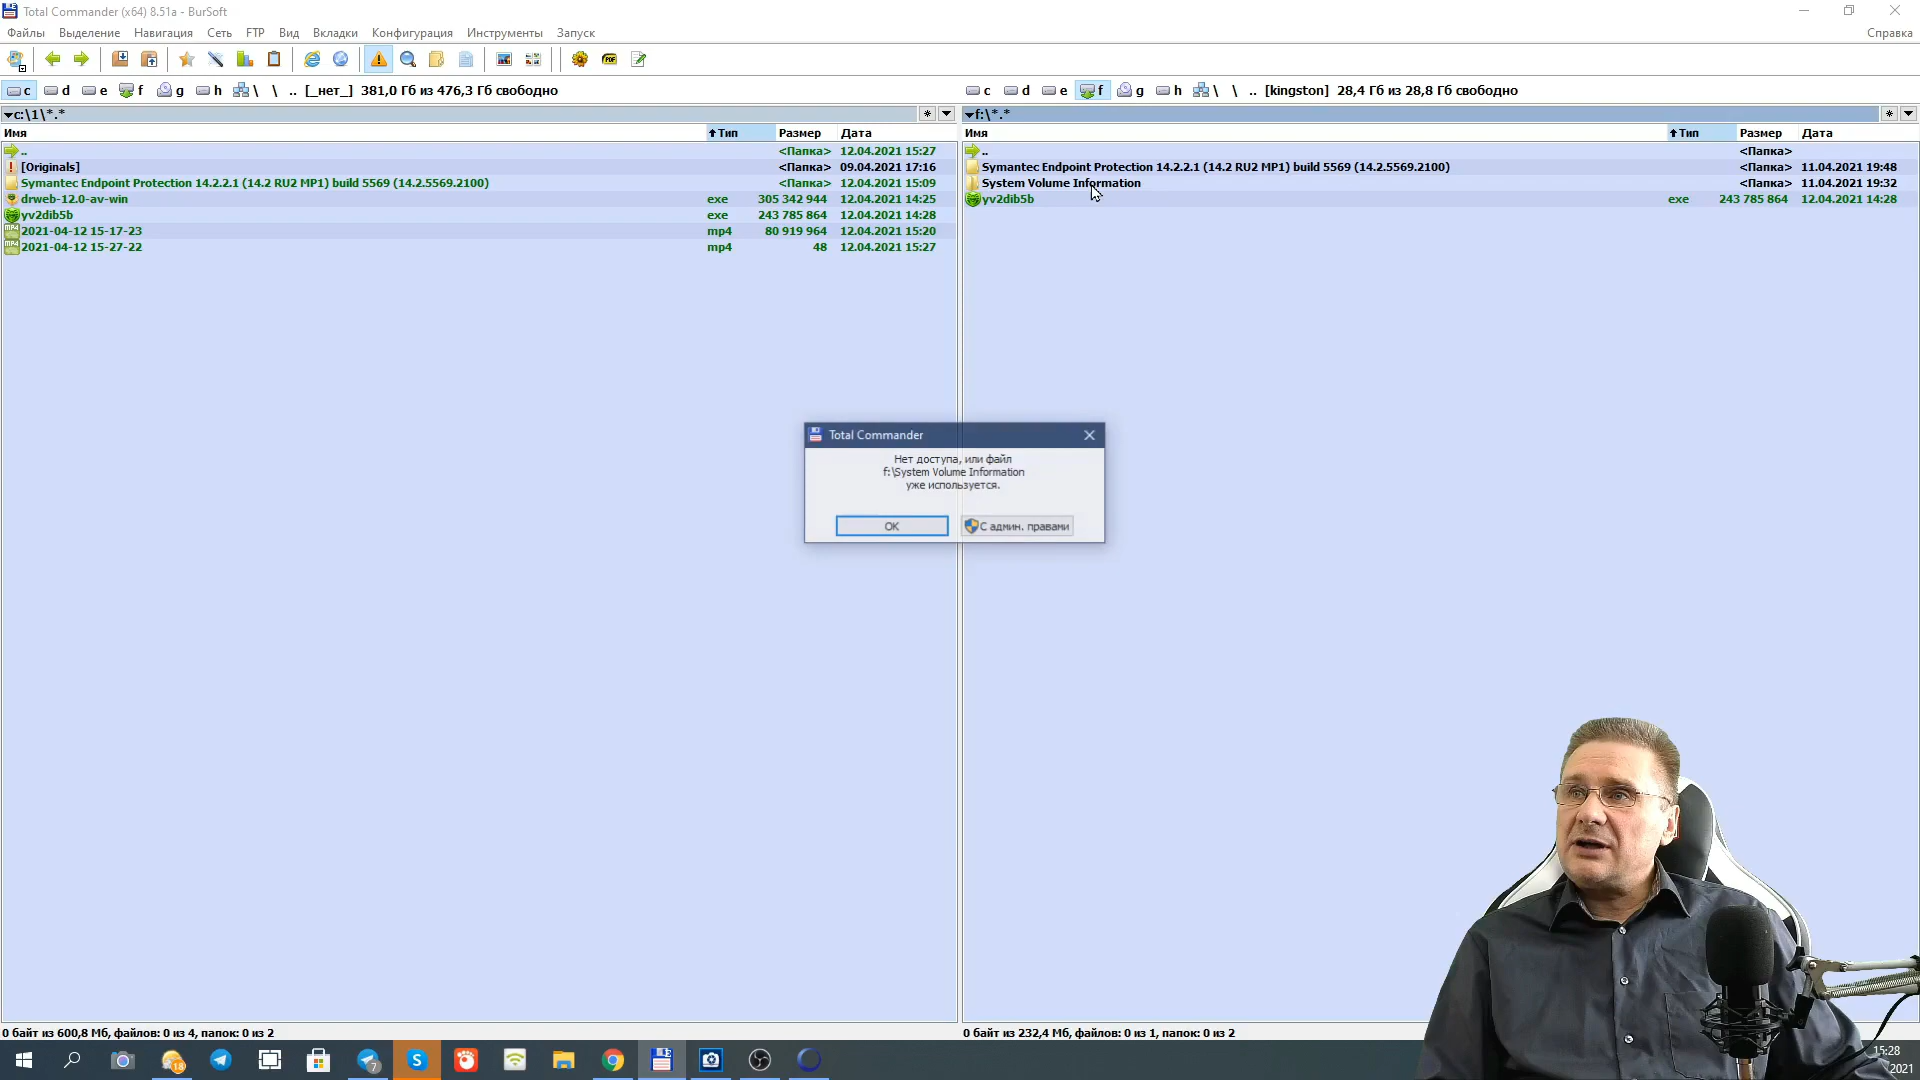 Total Commander (x64) 8.51a - BurSoft
Файлы Выделение Навигация Сеть FTP Вид Вкладки Конфигурация Инструменты Запуск Справка
c d e f g h \ \ .. [_нет_] 381,0 Гб из 476,3 Гб свободно
c d e f g h \ \ .. [kingston] 28,4 Гб из 28,8 Гб свободно
c:\1\*.*
Имя Тип Размер Дата
.. <Папка> 12.04.2021 15:27
[Originals] <Папка> 09.04.2021 17:16
Symantec Endpoint Protection 14.2.2.1 (14.2 RU2 MP1) build 5569 (14.2.5569.2100) <Папка> 12.04.2021 15:09
drweb-12.0-av-win exe 305 342 944 12.04.2021 14:25
yv2dib5b exe 243 785 864 12.04.2021 14:28
2021-04-12 15-17-23 mp4 80 919 964 12.04.2021 15:20
2021-04-12 15-27-22 mp4 48 12.04.2021 15:27
0 байт из 600,8 Мб, файлов: 0 из 4, папок: 0 из 2
f:\*.*
Имя Тип Размер Дата
.. <Папка>
Symantec Endpoint Protection 14.2.2.1 (14.2 RU2 MP1) build 5569 (14.2.5569.2100) <Папка> 11.04.2021 19:48
System Volume Information <Папка> 11.04.2021 19:32
yv2dib5b exe 243 785 864 12.04.2021 14:28
0 байт из 232,4 Мб, файлов: 0 из 1, папок: 0 из 2
Total Commander
Нет доступа, или файл
f:\System Volume Information
уже используется.
OK С админ. правами
18 7 S
15:28
2021